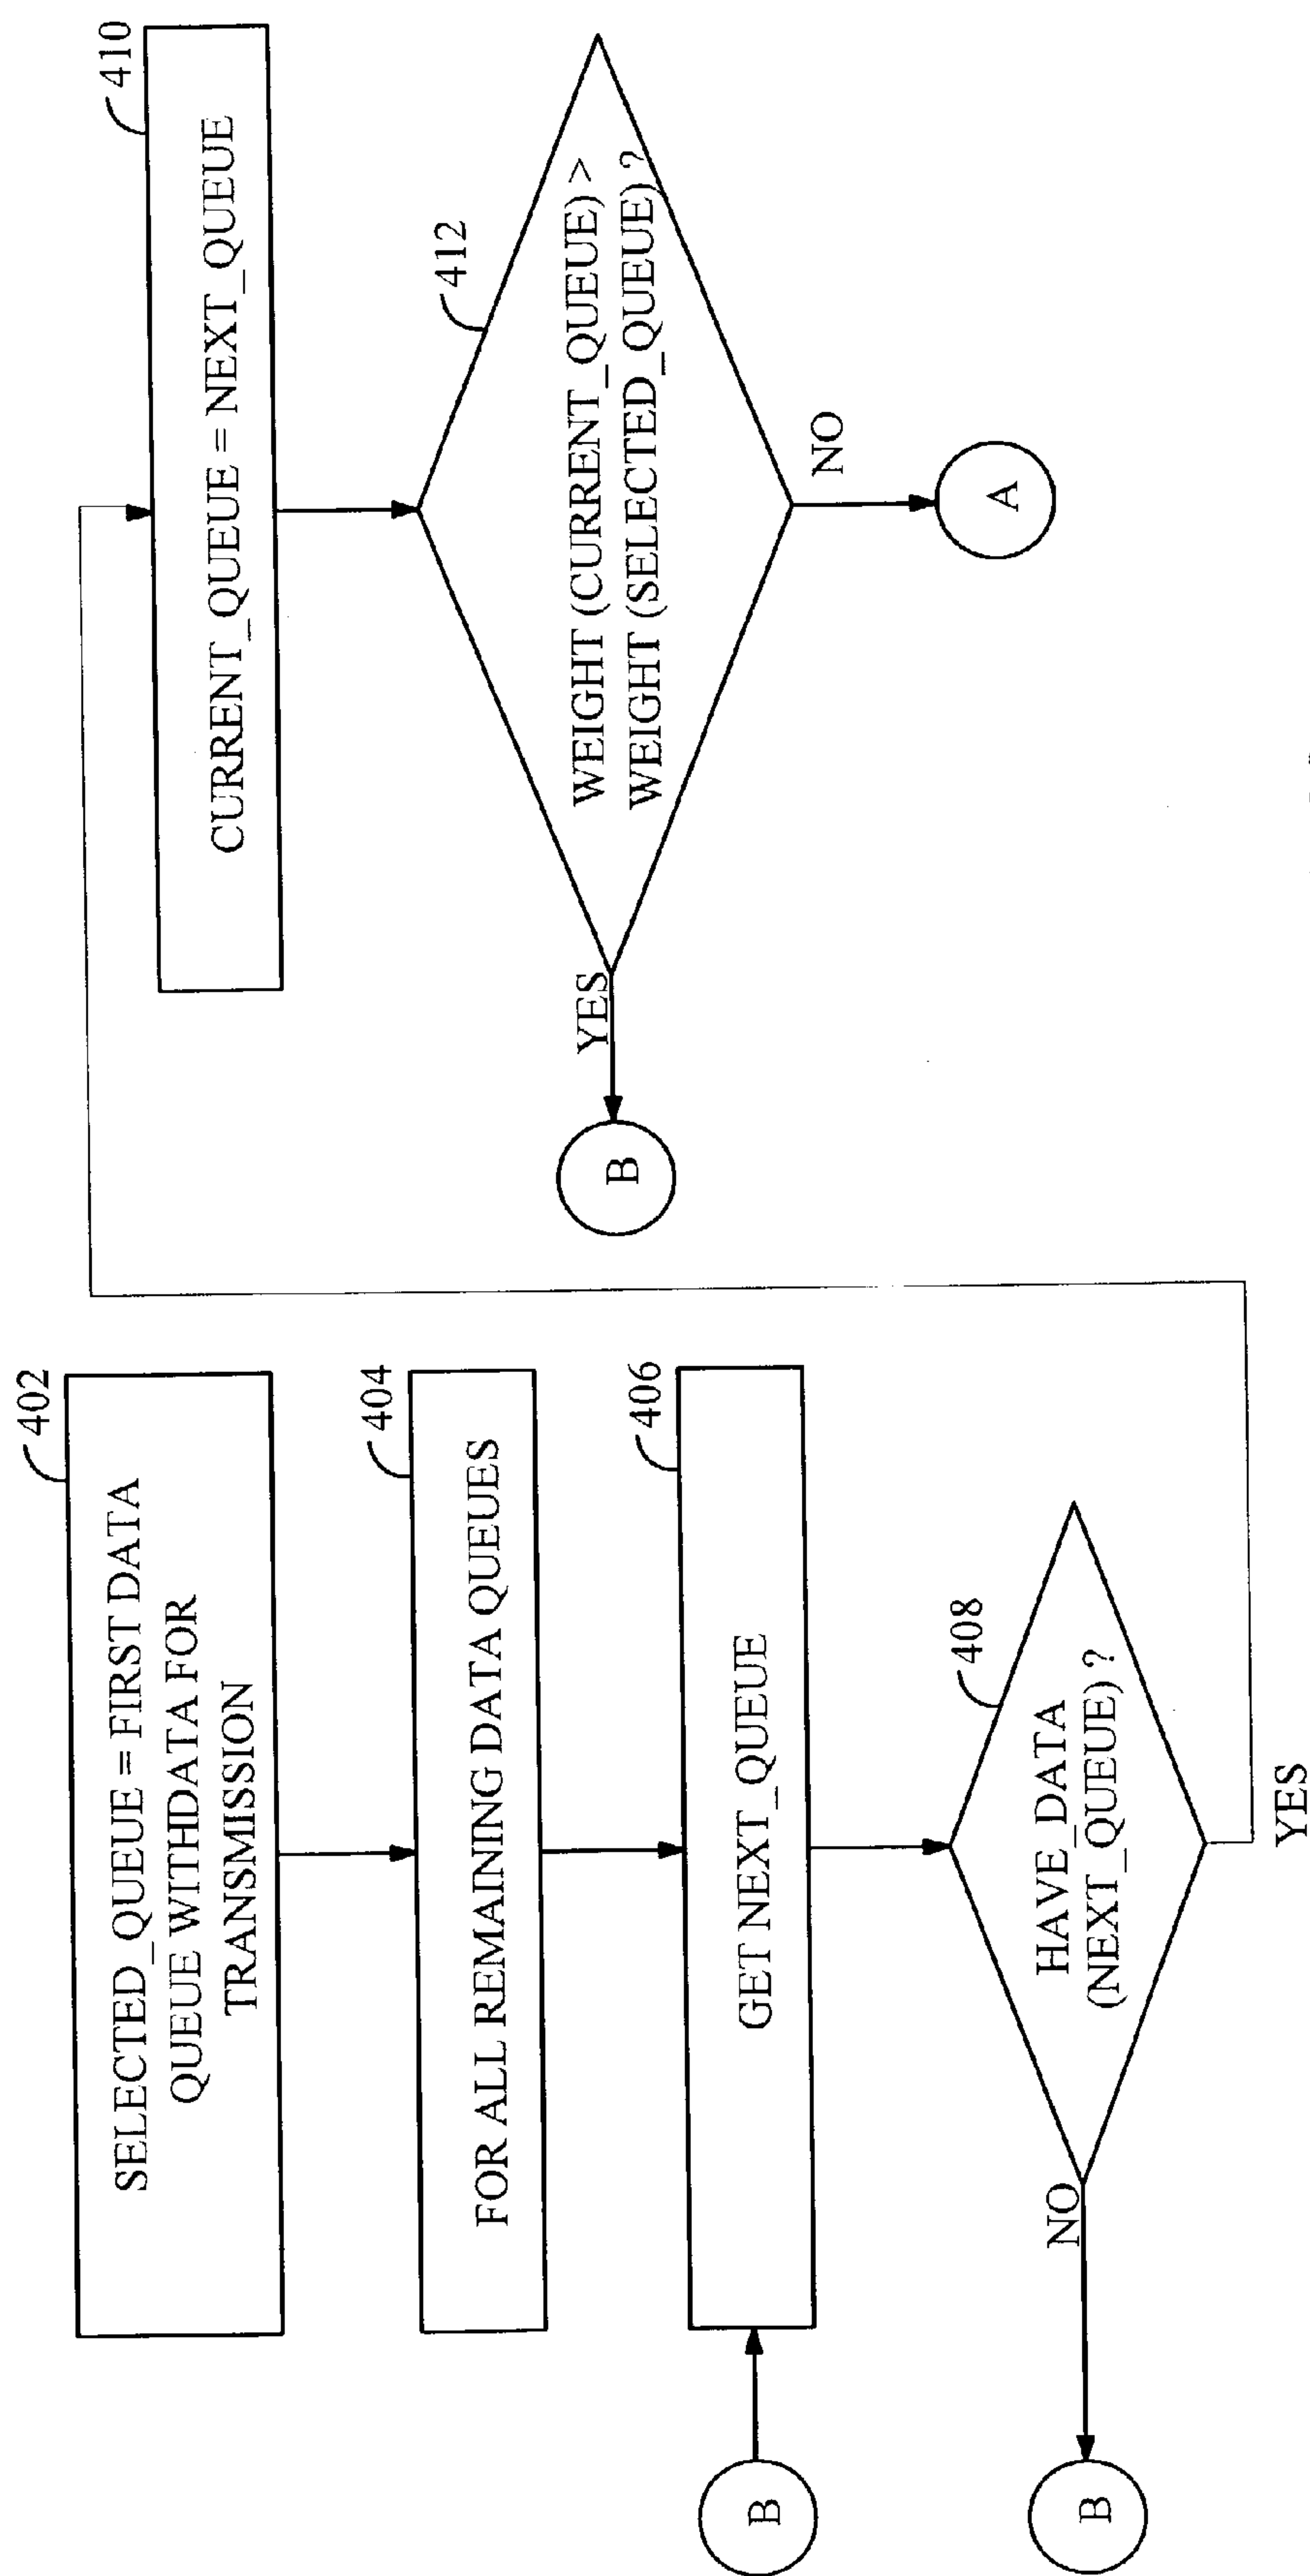 402
SELECTED_QUEUE = FIRST DATA
QUEUE WITHDATA FOR
TRANSMISSION
404
FOR ALL REMAINING DATA QUEUES
B
406
GET NEXT_QUEUE
408
HAVE_DATA
(NEXT_QUEUE) ?
NO
B
YES
410
CURRENT_QUEUE = NEXT_QUEUE
412
WEIGHT (CURRENT_QUEUE) >
WEIGHT (SELECTED_QUEUE) ?
YES
B
NO
A